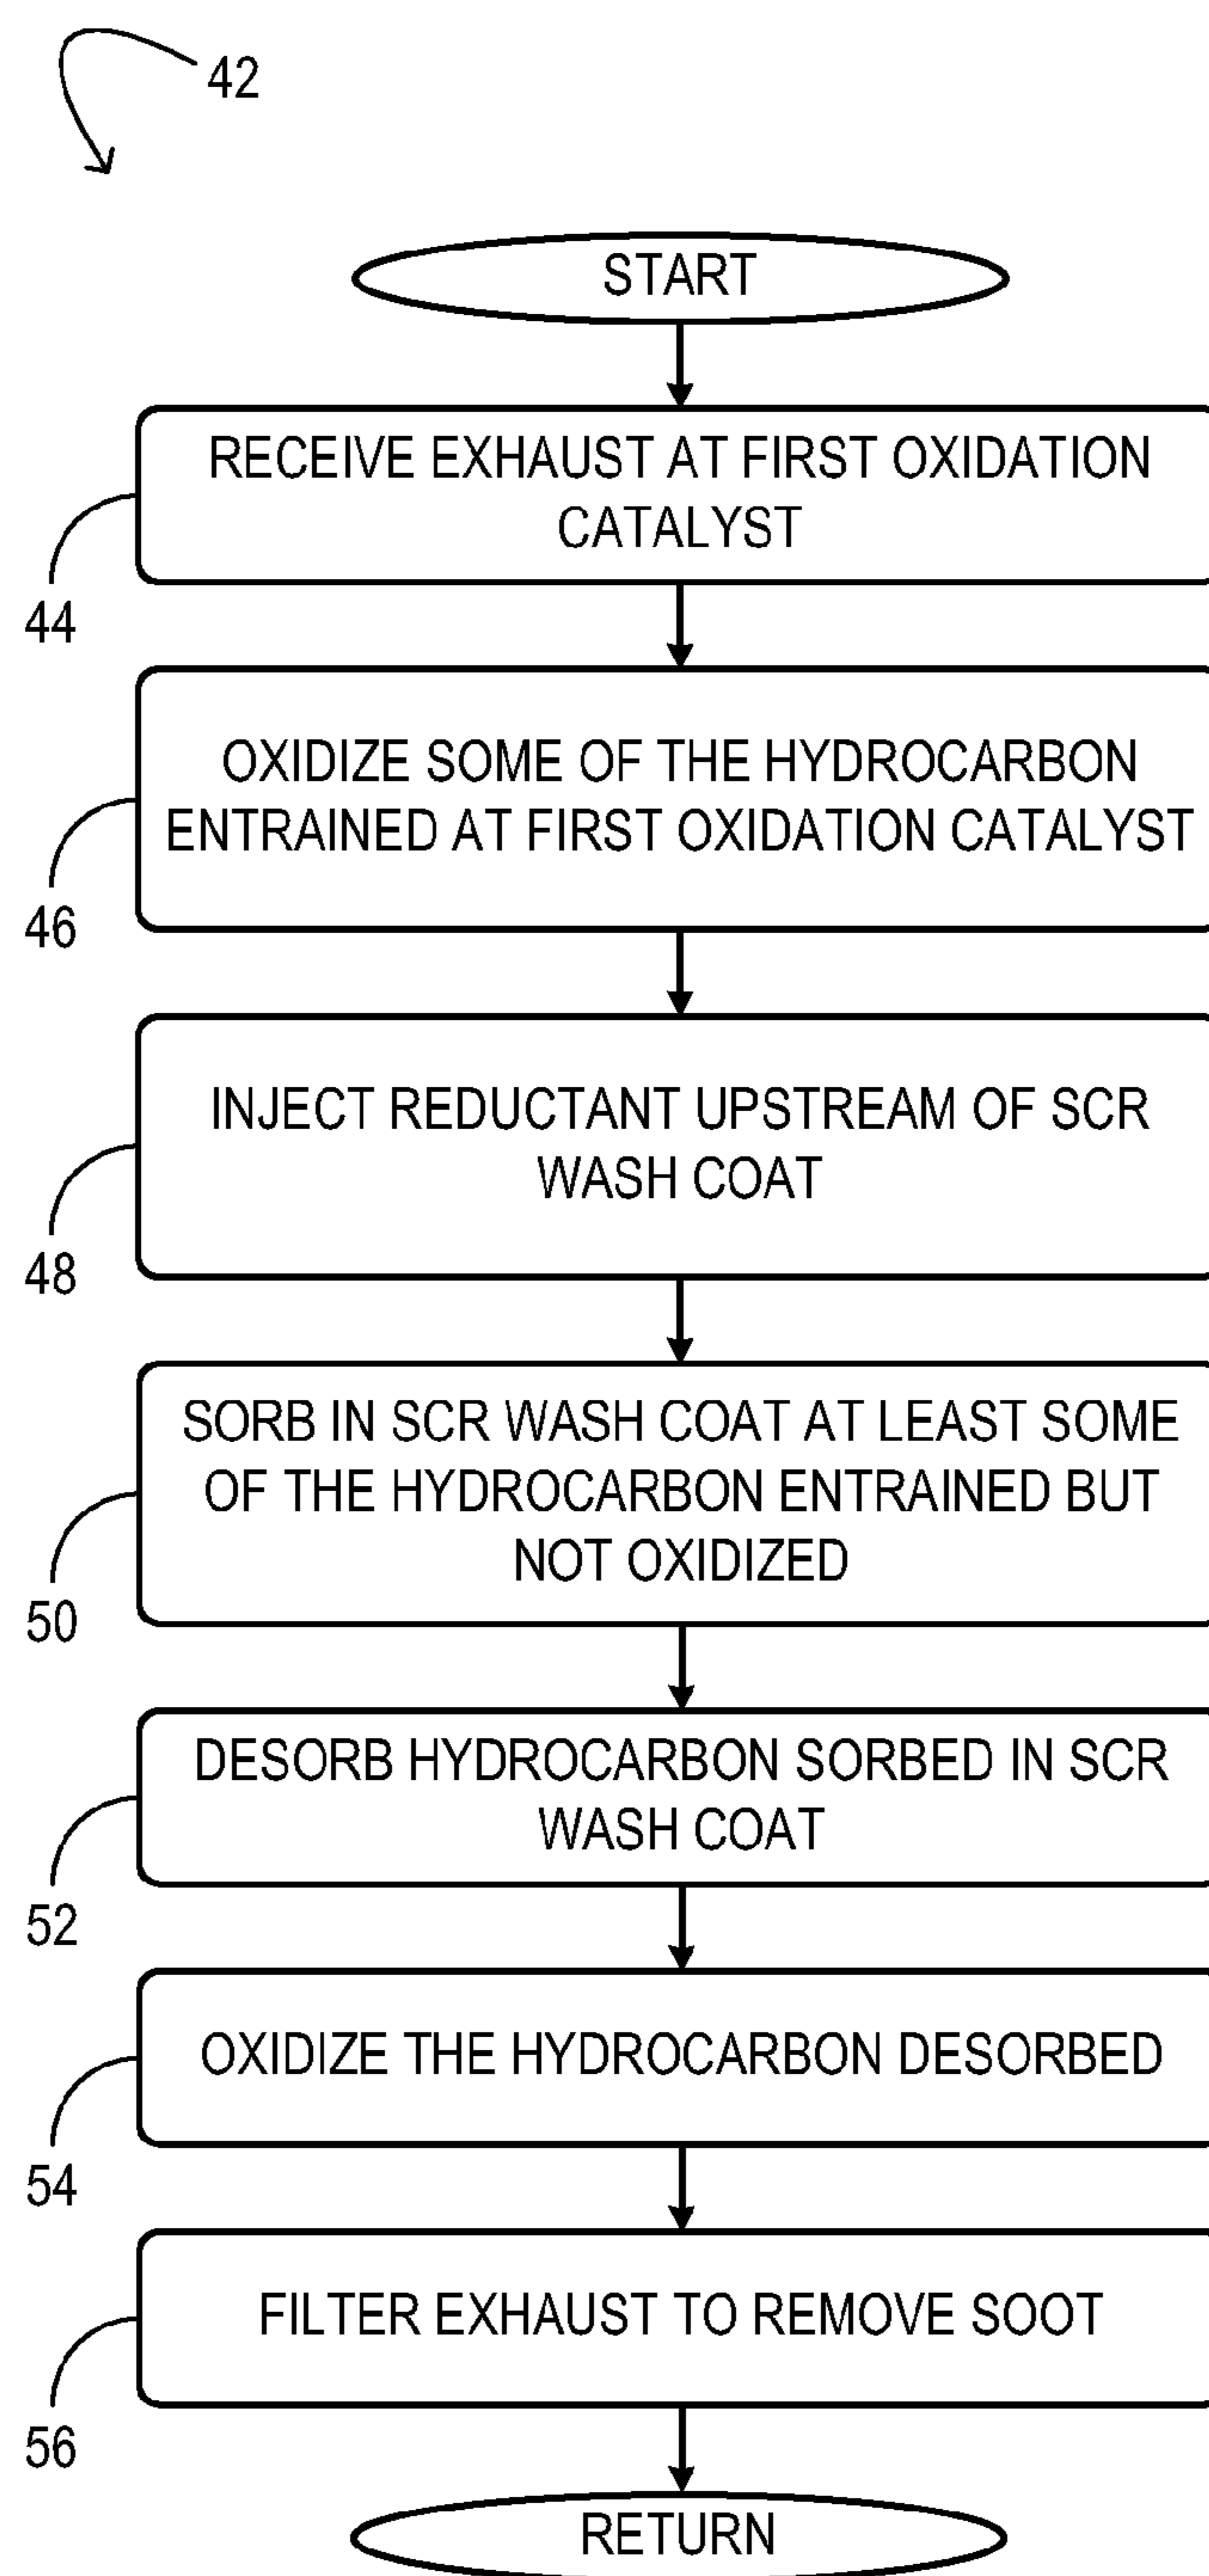 42
START
RECEIVE EXHAUST AT FIRST OXIDATION
CATALYST
44
OXIDIZE SOME OF THE HYDROCARBON
ENTRAINED AT FIRST OXIDATION CATALYST
46
INJECT REDUCTANT UPSTREAM OF SCR
WASH COAT
48
SORB IN SCR WASH COAT AT LEAST SOME
OF THE HYDROCARBON ENTRAINED BUT
NOT OXIDIZED
50
DESORB HYDROCARBON SORBED IN SCR
WASH COAT
52
OXIDIZE THE HYDROCARBON DESORBED
54
FILTER EXHAUST TO REMOVE SOOT
56
RETURN